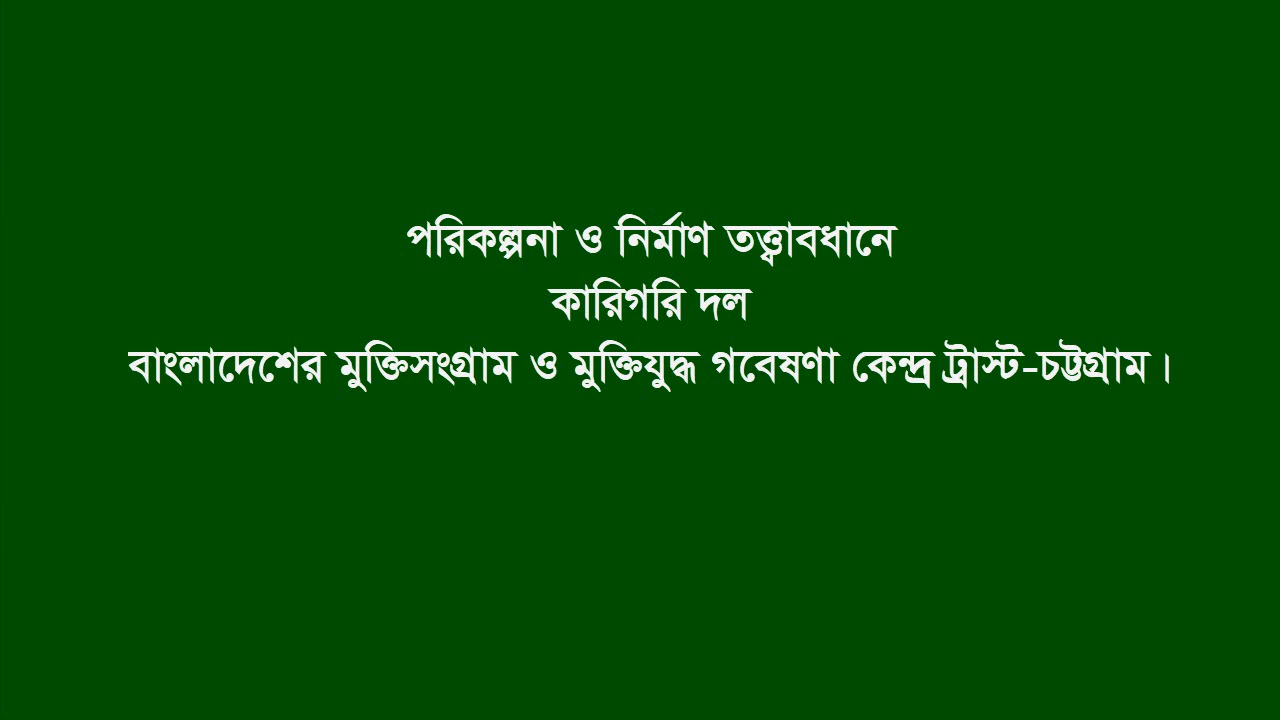 পরিকল্পনা ও নির্মাণ তত্ত্বাবধানে
কারিগরি দল
বাংলাদেশের মুক্তিসংগ্রাম ও মুক্তিযুদ্ধ গবেষণা কেন্দ্র ট্রাস্ট-চট্টগ্রাম।